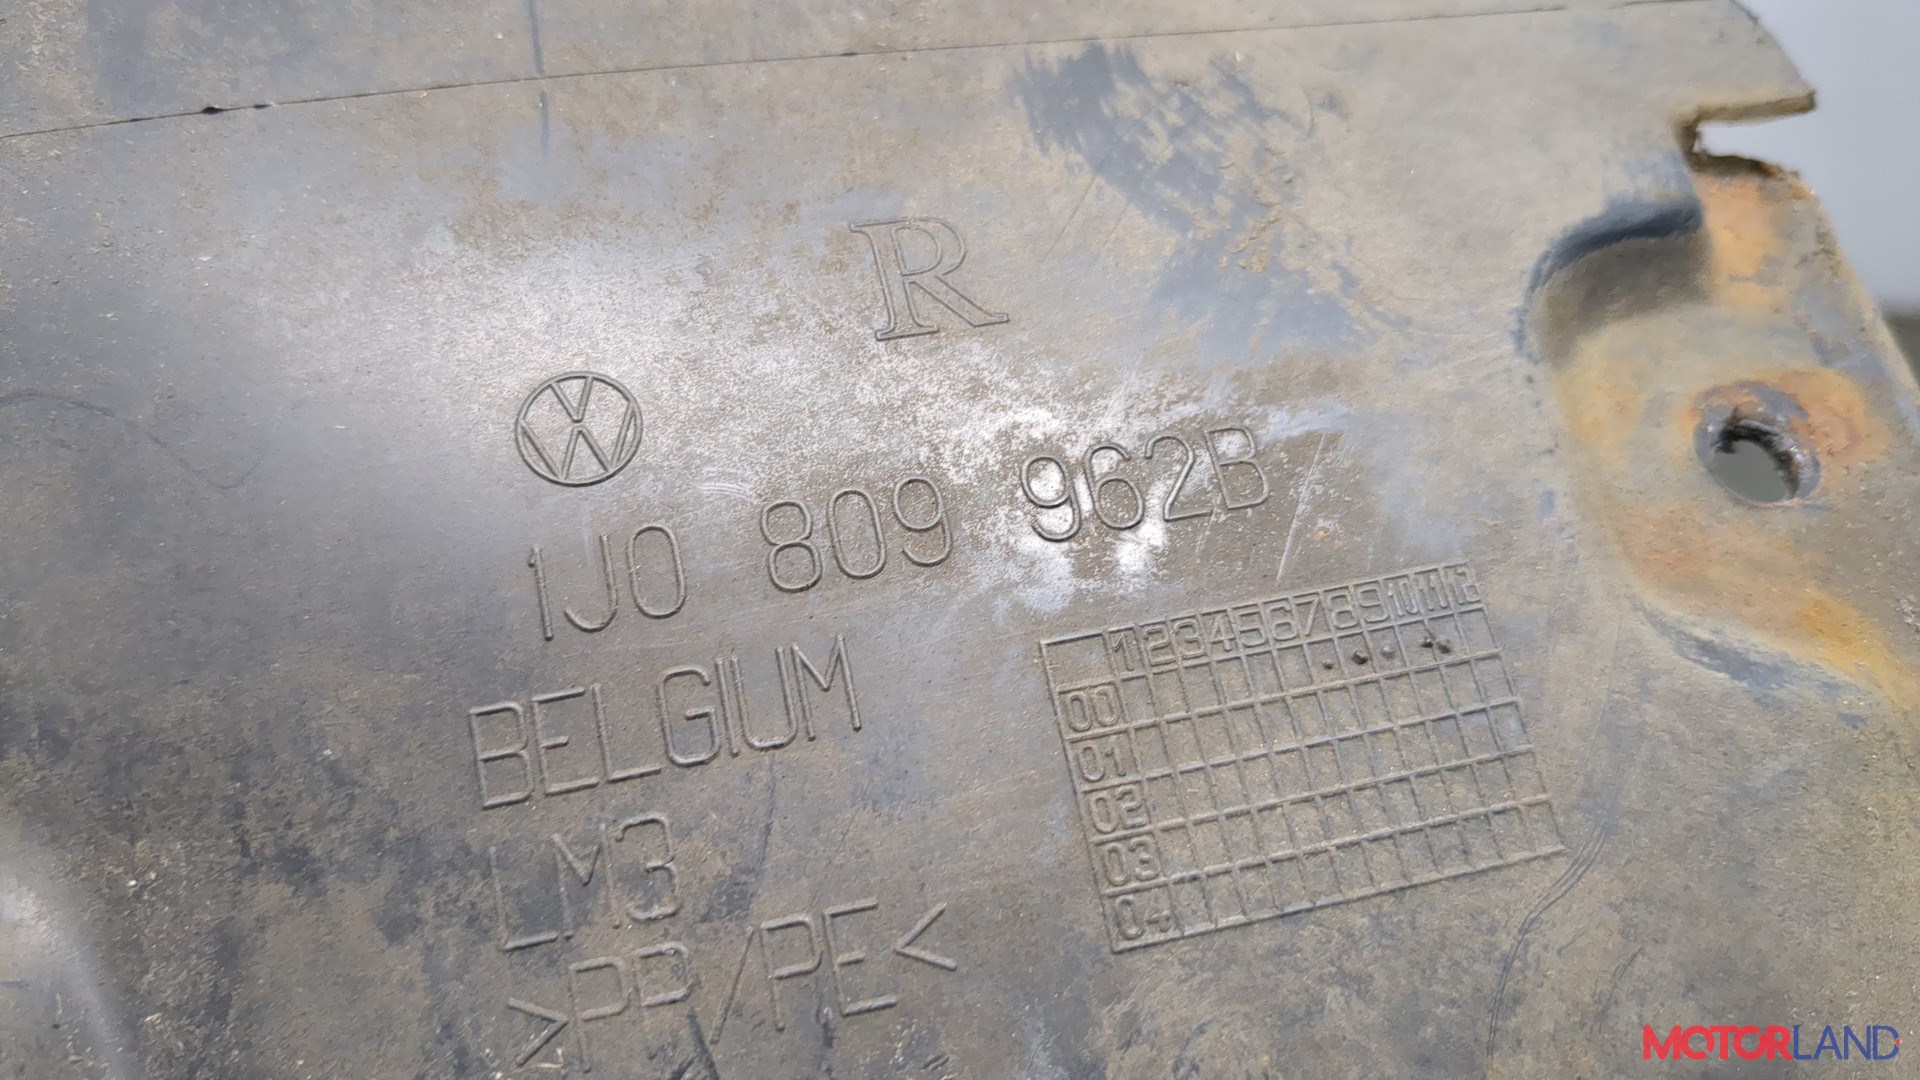 R
1J0 809 962B
BELGIUM
LM3
>PP/PE<
1 2 3 4 5 6 7 8 9 10 11 12
00
01
02
03
04
MOTORLAND